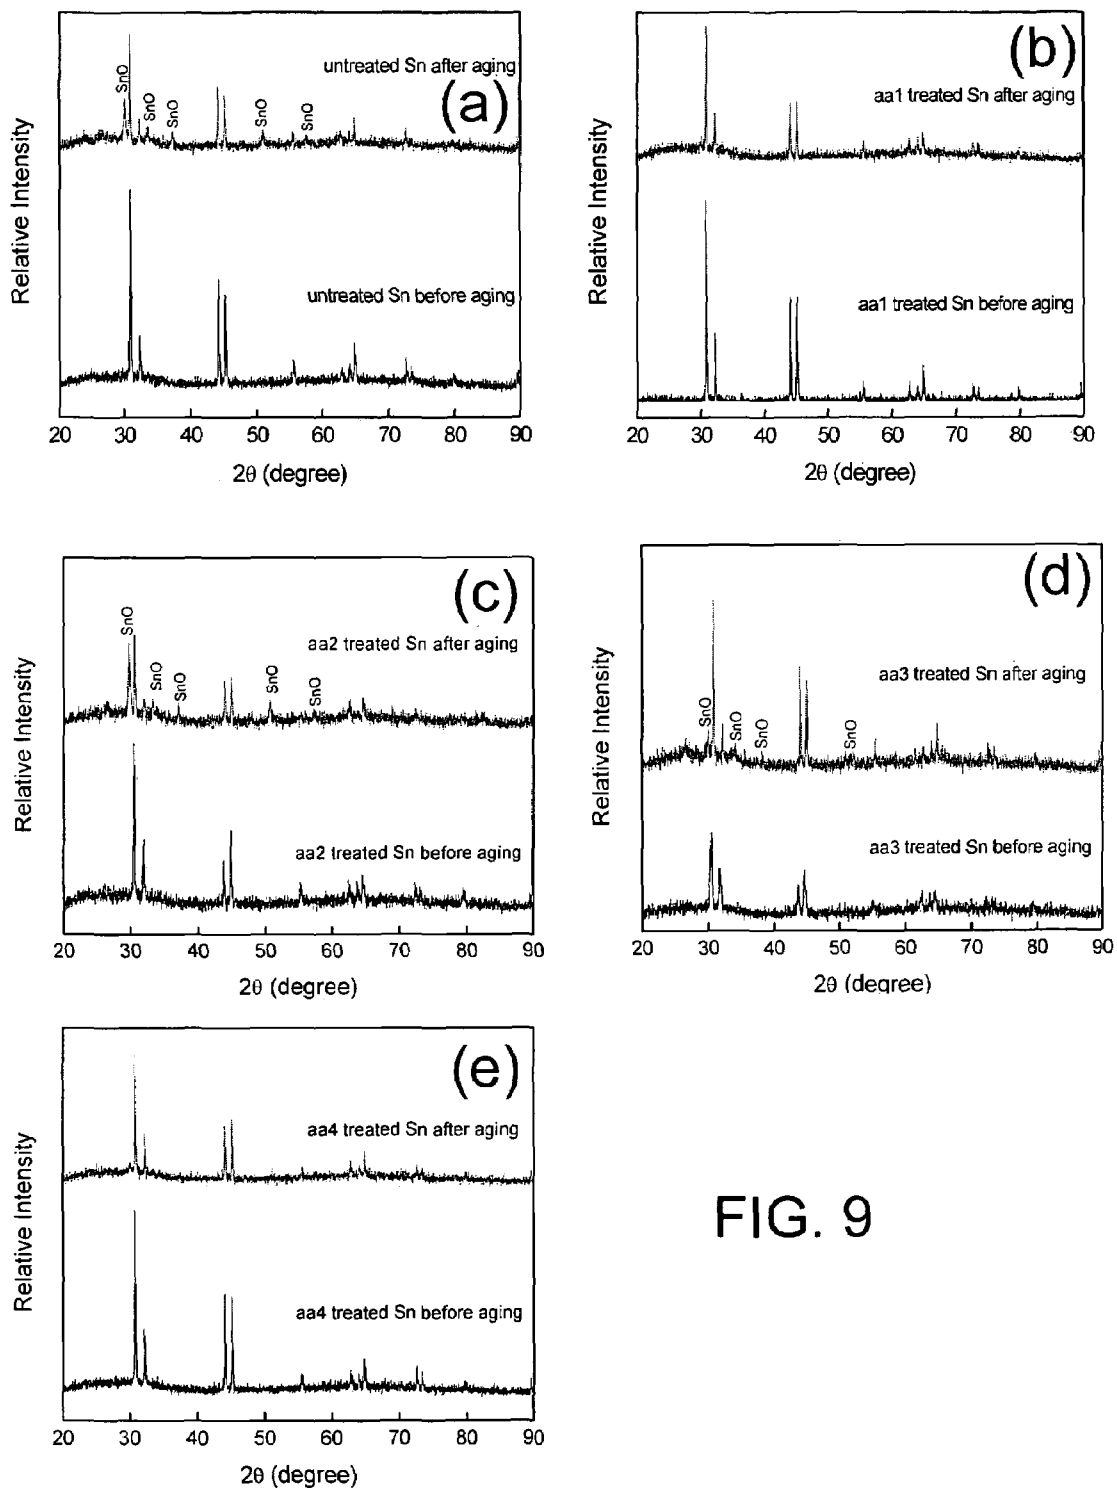 (a)
untreated Sn after aging
SnO
SnO
SnO
SnO
SnO
untreated Sn before aging
Relative Intensity
20 30 40 50 60 70 80 90
2θ (degree)
(b)
aa1 treated Sn after aging
aa1 treated Sn before aging
Relative Intensity
20 30 40 50 60 70 80 90
2θ (degree)
(c)
aa2 treated Sn after aging
SnO
SnO
SnO
SnO
SnO
aa2 treated Sn before aging
Relative Intensity
20 30 40 50 60 70 80 90
2θ (degree)
(d)
aa3 treated Sn after aging
SnO
SnO
SnO
SnO
aa3 treated Sn before aging
Relative Intensity
20 30 40 50 60 70 80 90
2θ (degree)
(e)
aa4 treated Sn after aging
aa4 treated Sn before aging
Relative Intensity
20 30 40 50 60 70 80 90
2θ (degree)
FIG. 9